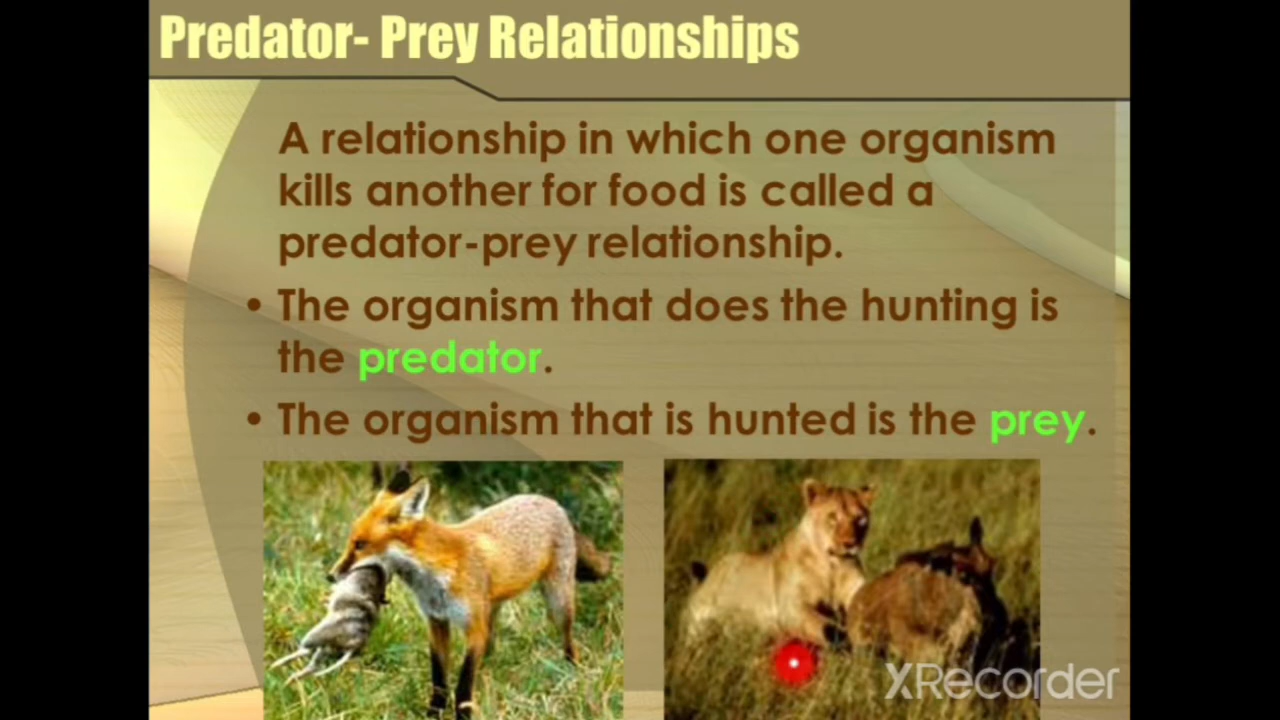 Predator- Prey Relationships
A relationship in which one organism
kills another for food is called a
predator-prey relationship.
• The organism that does the hunting is
the predator.
• The organism that is hunted is the prey.
XRecorder